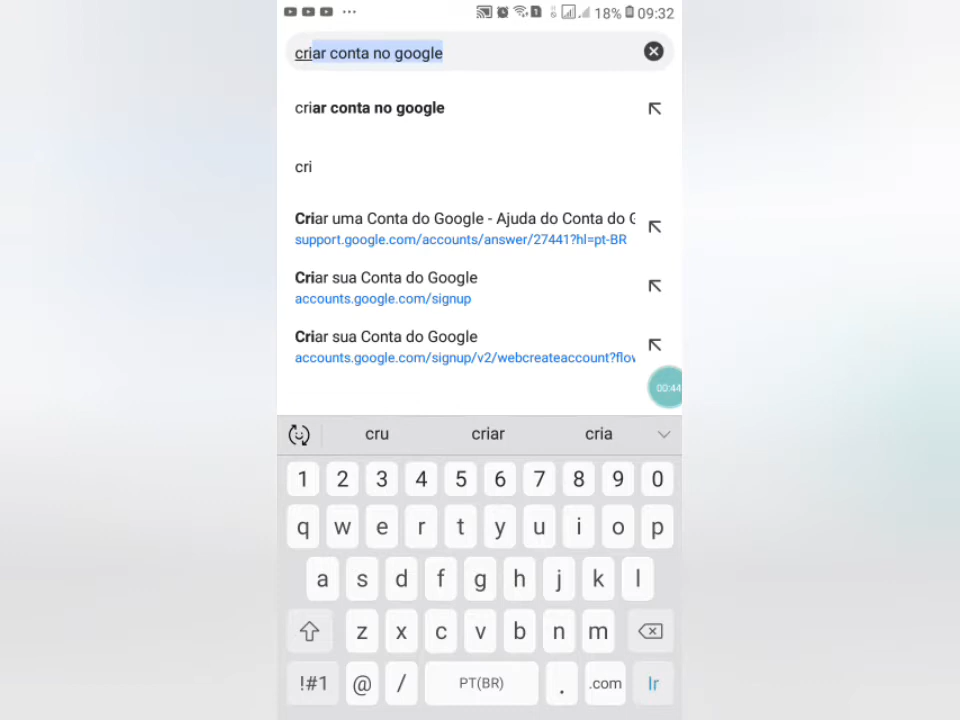 18% 09:32
criar conta no google
criar conta no google
cri
Criar uma Conta do Google - Ajuda do Conta do G
support.google.com/accounts/answer/27441?hl=pt-BR
Criar sua Conta do Google
accounts.google.com/signup
Criar sua Conta do Google
accounts.google.com/signup/v2/webcreateaccount?flow
00:44
cru criar cria
1 2 3 4 5 6 7 8 9 0
q w e r t y u i o p
a s d f g h j k l
z x c v b n m
!#1 @ / PT(BR) . .com Ir